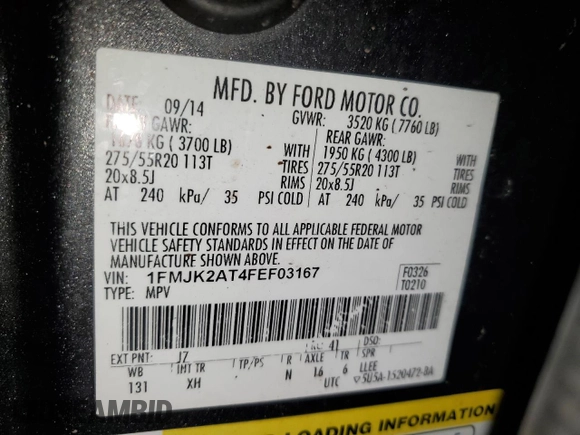 MFD. BY FORD MOTOR CO.
DATE: 09/14 GVWR: 3520 KG ( 7760 LB)
GAWR: REAR GAWR:
KG ( 3700 LB) WITH 1950 KG ( 4300 LB) WITH
275/55R20 113T TIRES 275/55R20 113T TIRES
20x8.5J RIMS 20x8.5J RIMS
AT 240 kPa/ 35 PSI COLD AT 240 kPa/ 35 PSI COLD
THIS VEHICLE CONFORMS TO ALL APPLICABLE FEDERAL MOTOR
VEHICLE SAFETY STANDARDS IN EFFECT ON THE DATE OF
MANUFACTURE SHOWN ABOVE.
VIN: 1FMJK2AT4FEF03167 F0326
TYPE: MPV T0210
41 DSO:
EXT PNT: JZ
WB INT TR TP/PS R AXLE TR SPR
131 XH N 16 6 LLEE
UTC 5U5A-1520472-BA
LOADING INFORMATION